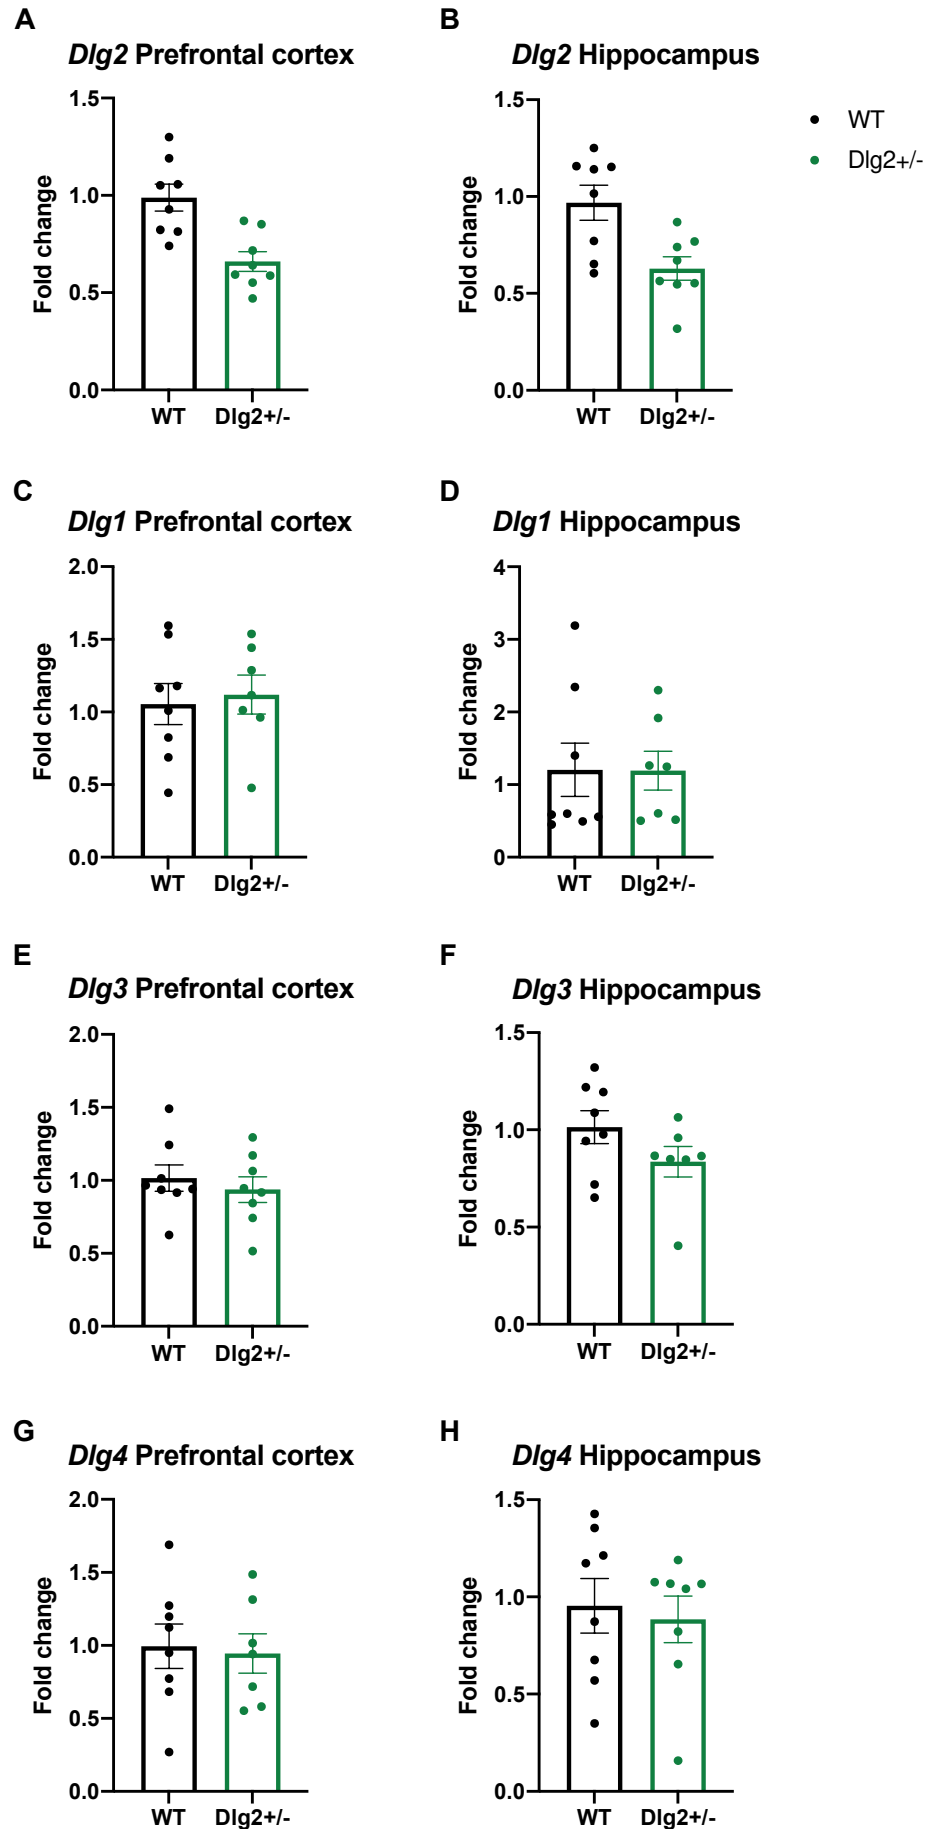 A
B
Dlg2 Prefrontal cortex
Dlg2 Hippocampus
WT
Dlg2+/-
Fold change
1.5
1.0
0.5
0.0
WT Dlg2+/-
Fold change
1.5
1.0
0.5
0.0
WT Dlg2+/-
C
D
Dlg1 Prefrontal cortex
Dlg1 Hippocampus
Fold change
2.0
1.5
1.0
0.5
0.0
WT Dlg2+/-
Fold change
4
3
2
1
0
WT Dlg2+/-
E
F
Dlg3 Prefrontal cortex
Dlg3 Hippocampus
Fold change
2.0
1.5
1.0
0.5
0.0
WT Dlg2+/-
Fold change
1.5
1.0
0.5
0.0
WT Dlg2+/-
G
H
Dlg4 Prefrontal cortex
Dlg4 Hippocampus
Fold change
2.0
1.5
1.0
0.5
0.0
WT Dlg2+/-
Fold change
1.5
1.0
0.5
0.0
WT Dlg2+/-